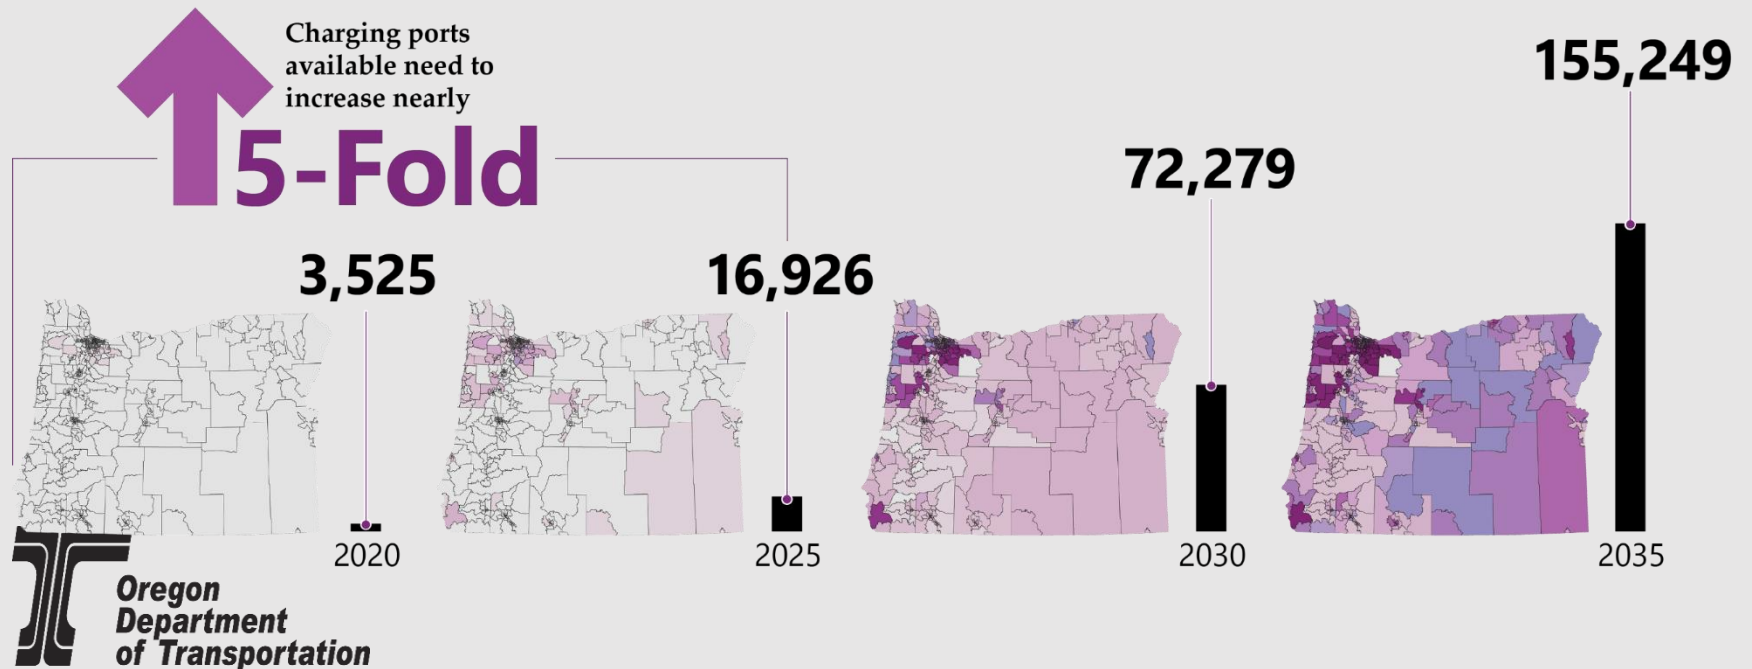 Charging ports
available need to
increase nearly
5-Fold
3,525
16,926
72,279
155,249
2020
2025
2030
2035
Oregon
Department
of Transportation